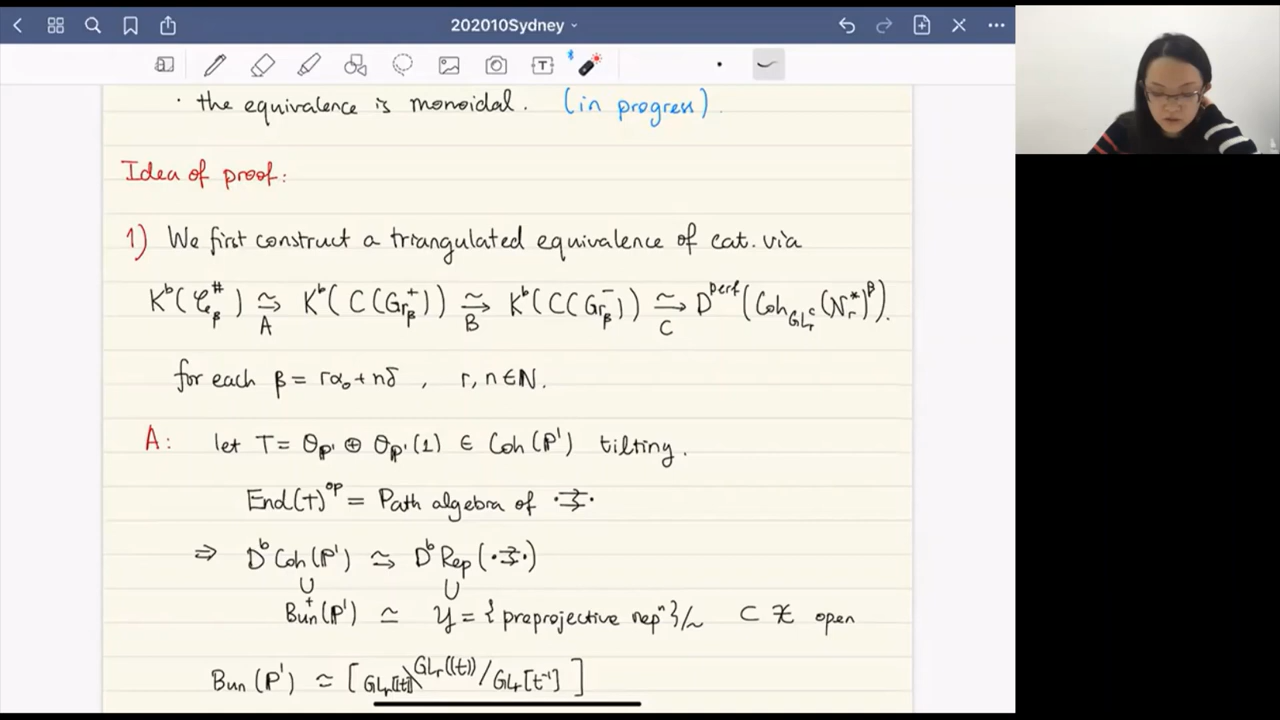 202010Sydney
· the equivalence is monoidal. (in progress).
Idea of proof:
1) We first construct a triangulated equivalence of cat. via
K^b(𝒞_β^#) ≃→_A K^b(C(Gr_β^+)) ≃→_B K^b(C(Gr_β^-)) ≃→_C D^perf(Coh_{GL_r^c}(N_r^*)^β).
for each β = rα_0 + nδ , r, n ∈ ℕ.
A: let T = O_{P^1} ⊕ O_{P^1}(1) ∈ Coh(P^1) tilting.
End(T)^op = Path algebra of ·⇉·
⇒ D^b Coh(P^1) ≃ D^b Rep(·⇉·)
∪ ∪
Bun^+(P^1) ≃ 𝒴 = {preprojective rep^n}/~ ⊂ 𝒳 open
Bun(P^1) ≃ [GL_r[t]\GL_r((t))/GL_r[t^{-1}]]